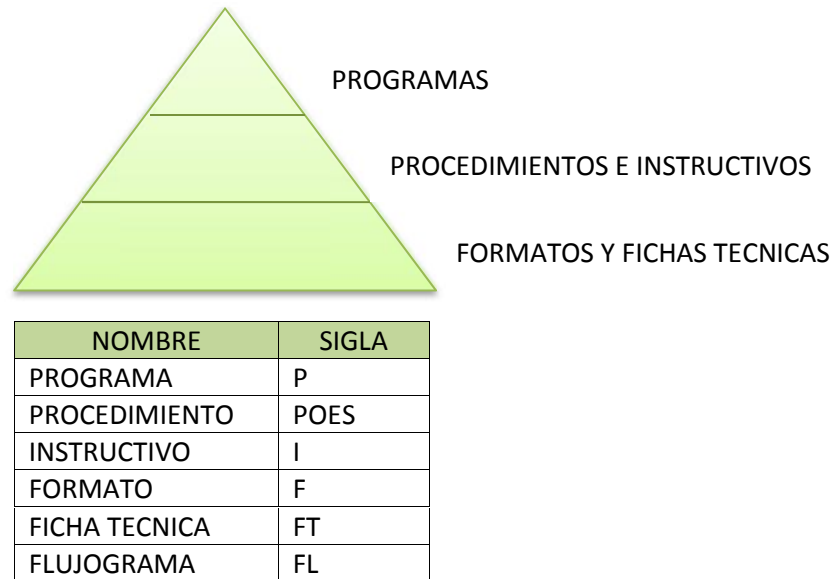 PROGRAMAS
PROCEDIMIENTOS E INSTRUCTIVOS
FORMATOS Y FICHAS TECNICAS
NOMBRE SIGLA
PROGRAMA P
PROCEDIMIENTO POES
INSTRUCTIVO I
FORMATO F
FICHA TECNICA FT
FLUJOGRAMA FL